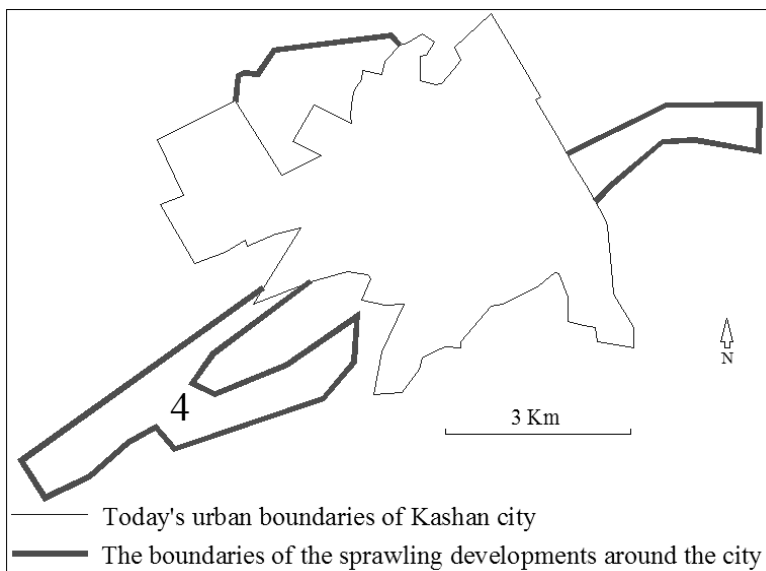 4
N
3 Km
Today's urban boundaries of Kashan city
The boundaries of the sprawling developments around the city